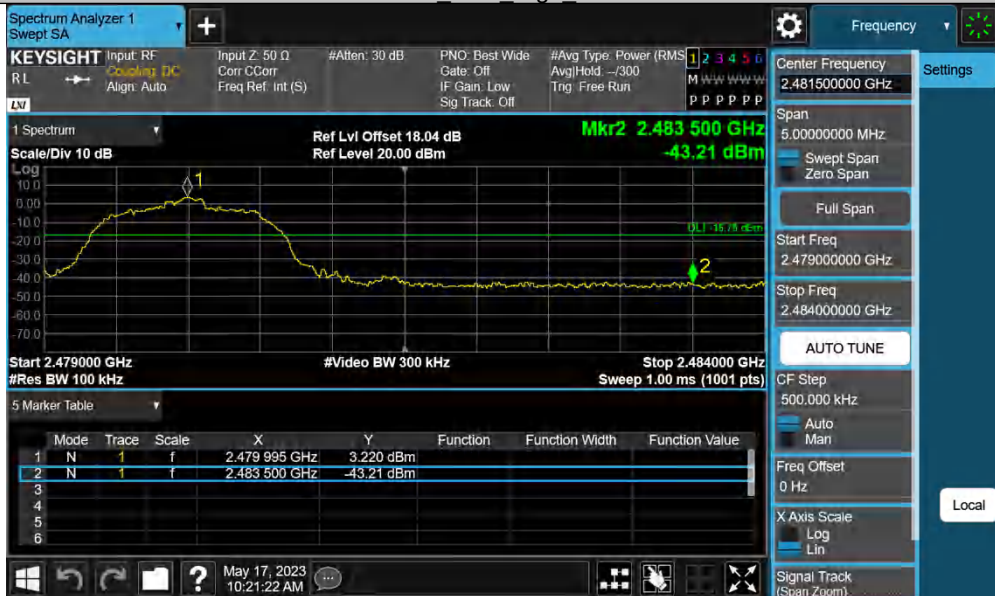 Spectrum Analyzer 1
Swept SA
+
Frequency
KEYSIGHT
RL
LXI
Input: RF
Coupling: DC
Align: Auto
Input Z: 50 Ω
Corr CCorr
Freq Ref: Int (S)
#Atten: 30 dB
PNO: Best Wide
Gate: Off
IF Gain: Low
Sig Track: Off
#Avg Type: Power (RMS
Avg|Hold: --/300
Trig: Free Run
1 2 3 4 5 6
M W W W W W
P P P P P P
1 Spectrum
Scale/Div 10 dB
Ref Lvl Offset 18.04 dB
Ref Level 20.00 dBm
Mkr2 2.483 500 GHz
-43.21 dBm
Log
10.0
0.00
-10.0
-20.0
-30.0
-40.0
-50.0
-60.0
-70.0
1
2
Start 2.479000 GHz
#Res BW 100 kHz
#Video BW 300 kHz
Stop 2.484000 GHz
Sweep 1.00 ms (1001 pts)
5 Marker Table
Mode Trace Scale X Y Function Function Width Function Value
1 N 1 f 2.479 995 GHz 3.220 dBm
2 N 1 f 2.483 500 GHz -43.21 dBm
3
4
5
6
?
May 17, 2023
10:21:22 AM
Center Frequency
2.481500000 GHz
Span
5.00000000 MHz
Swept Span
Zero Span
Full Span
Start Freq
2.479000000 GHz
Stop Freq
2.484000000 GHz
AUTO TUNE
CF Step
500.000 kHz
Auto
Man
Freq Offset
0 Hz
X Axis Scale
Log
Lin
Signal Track
(Span Zoom)
Settings
Local